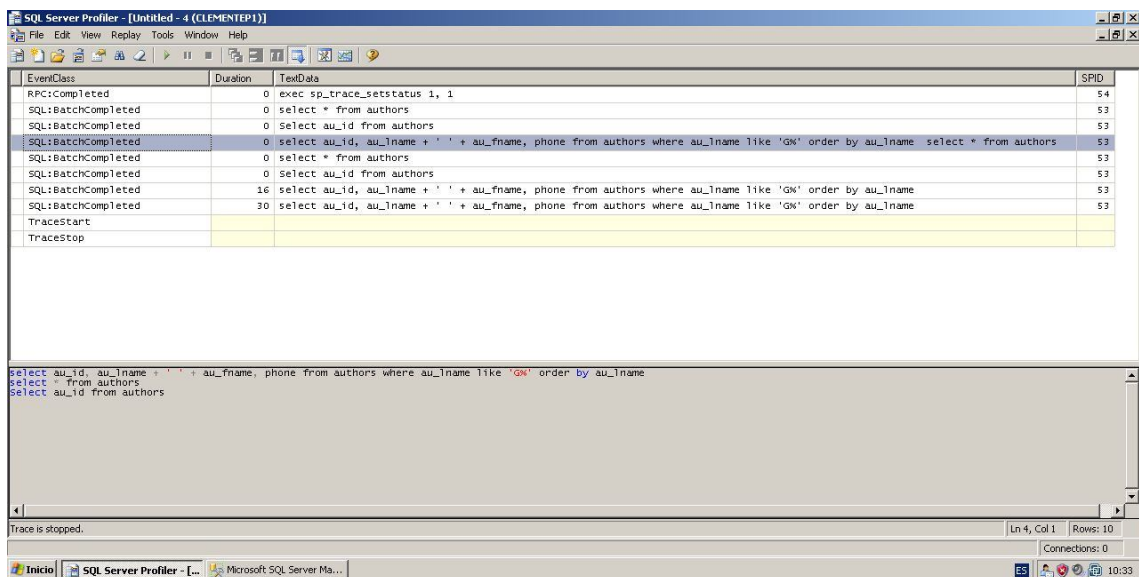 SQL Server Profiler - [Untitled - 4 (CLEMENTEP1)]
File Edit View Replay Tools Window Help
EventClass Duration TextData SPID
RPC:Completed 0 exec sp_trace_setstatus 1, 1 54
SQL:BatchCompleted 0 select * from authors 53
SQL:BatchCompleted 0 Select au_id from authors 53
SQL:BatchCompleted 0 select au_id, au_lname + ' ' + au_fname, phone from authors where au_lname like 'G%' order by au_lname select * from authors 53
SQL:BatchCompleted 0 select * from authors 53
SQL:BatchCompleted 0 Select au_id from authors 53
SQL:BatchCompleted 16 select au_id, au_lname + ' ' + au_fname, phone from authors where au_lname like 'G%' order by au_lname 53
SQL:BatchCompleted 30 select au_id, au_lname + ' ' + au_fname, phone from authors where au_lname like 'G%' order by au_lname 53
TraceStart
TraceStop
select au_id, au_lname + ' ' + au_fname, phone from authors where au_lname like 'G%' order by au_lname
select * from authors
Select au_id from authors
Trace is stopped. Ln 4, Col 1 Rows: 10
Connections: 0
Inicio SQL Server Profiler - [... Microsoft SQL Server Ma... ES 10:33